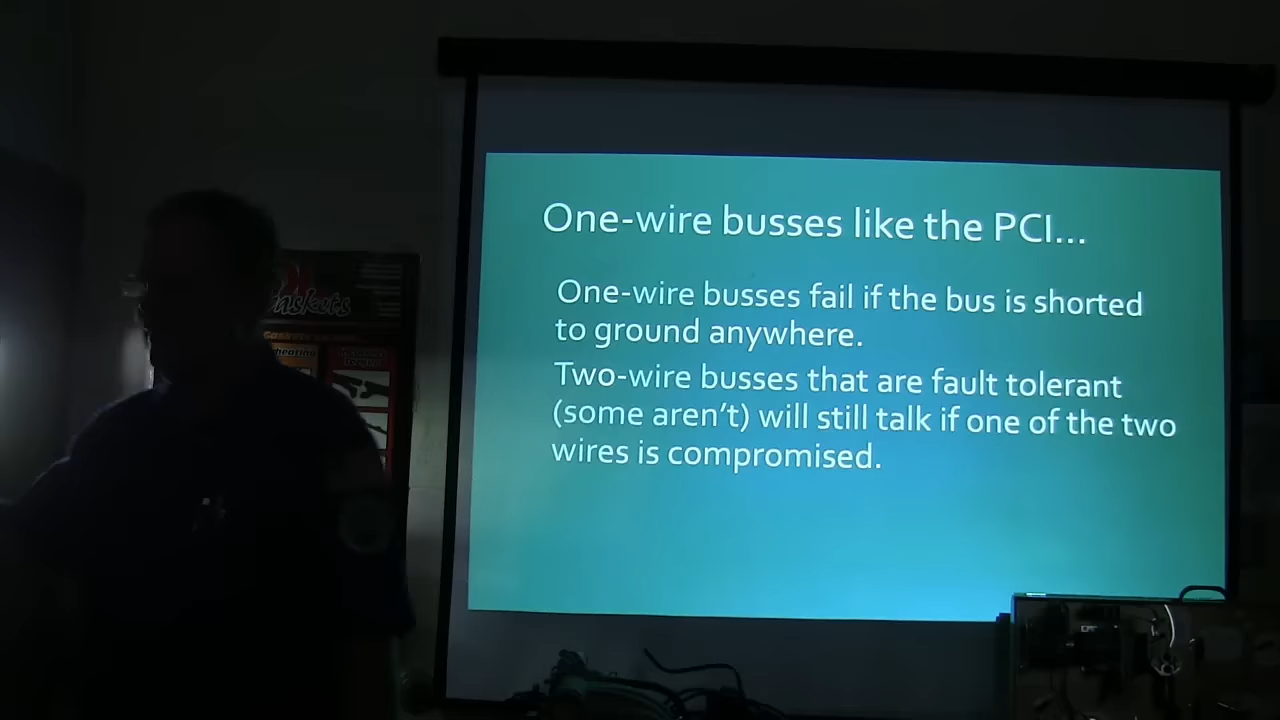 One-wire busses like the PCI...
One-wire busses fail if the bus is shorted
to ground anywhere.
Two-wire busses that are fault tolerant
(some aren't) will still talk if one of the two
wires is compromised.